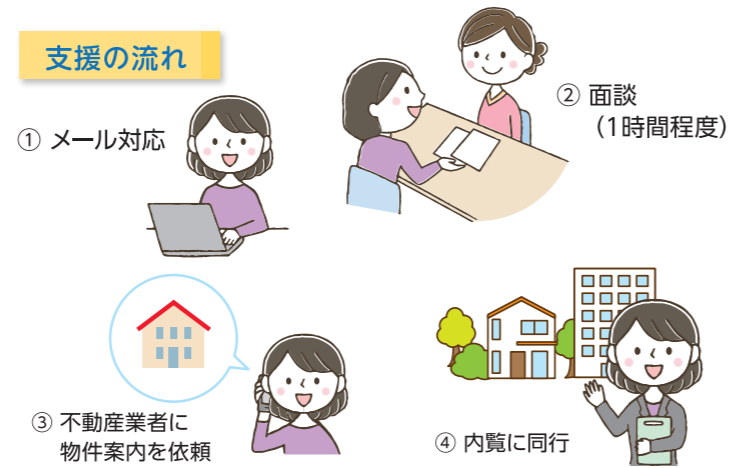 支援の流れ
① メール対応
② 面談
（1時間程度）
③ 不動産業者に
物件案内を依頼
④ 内覧に同行